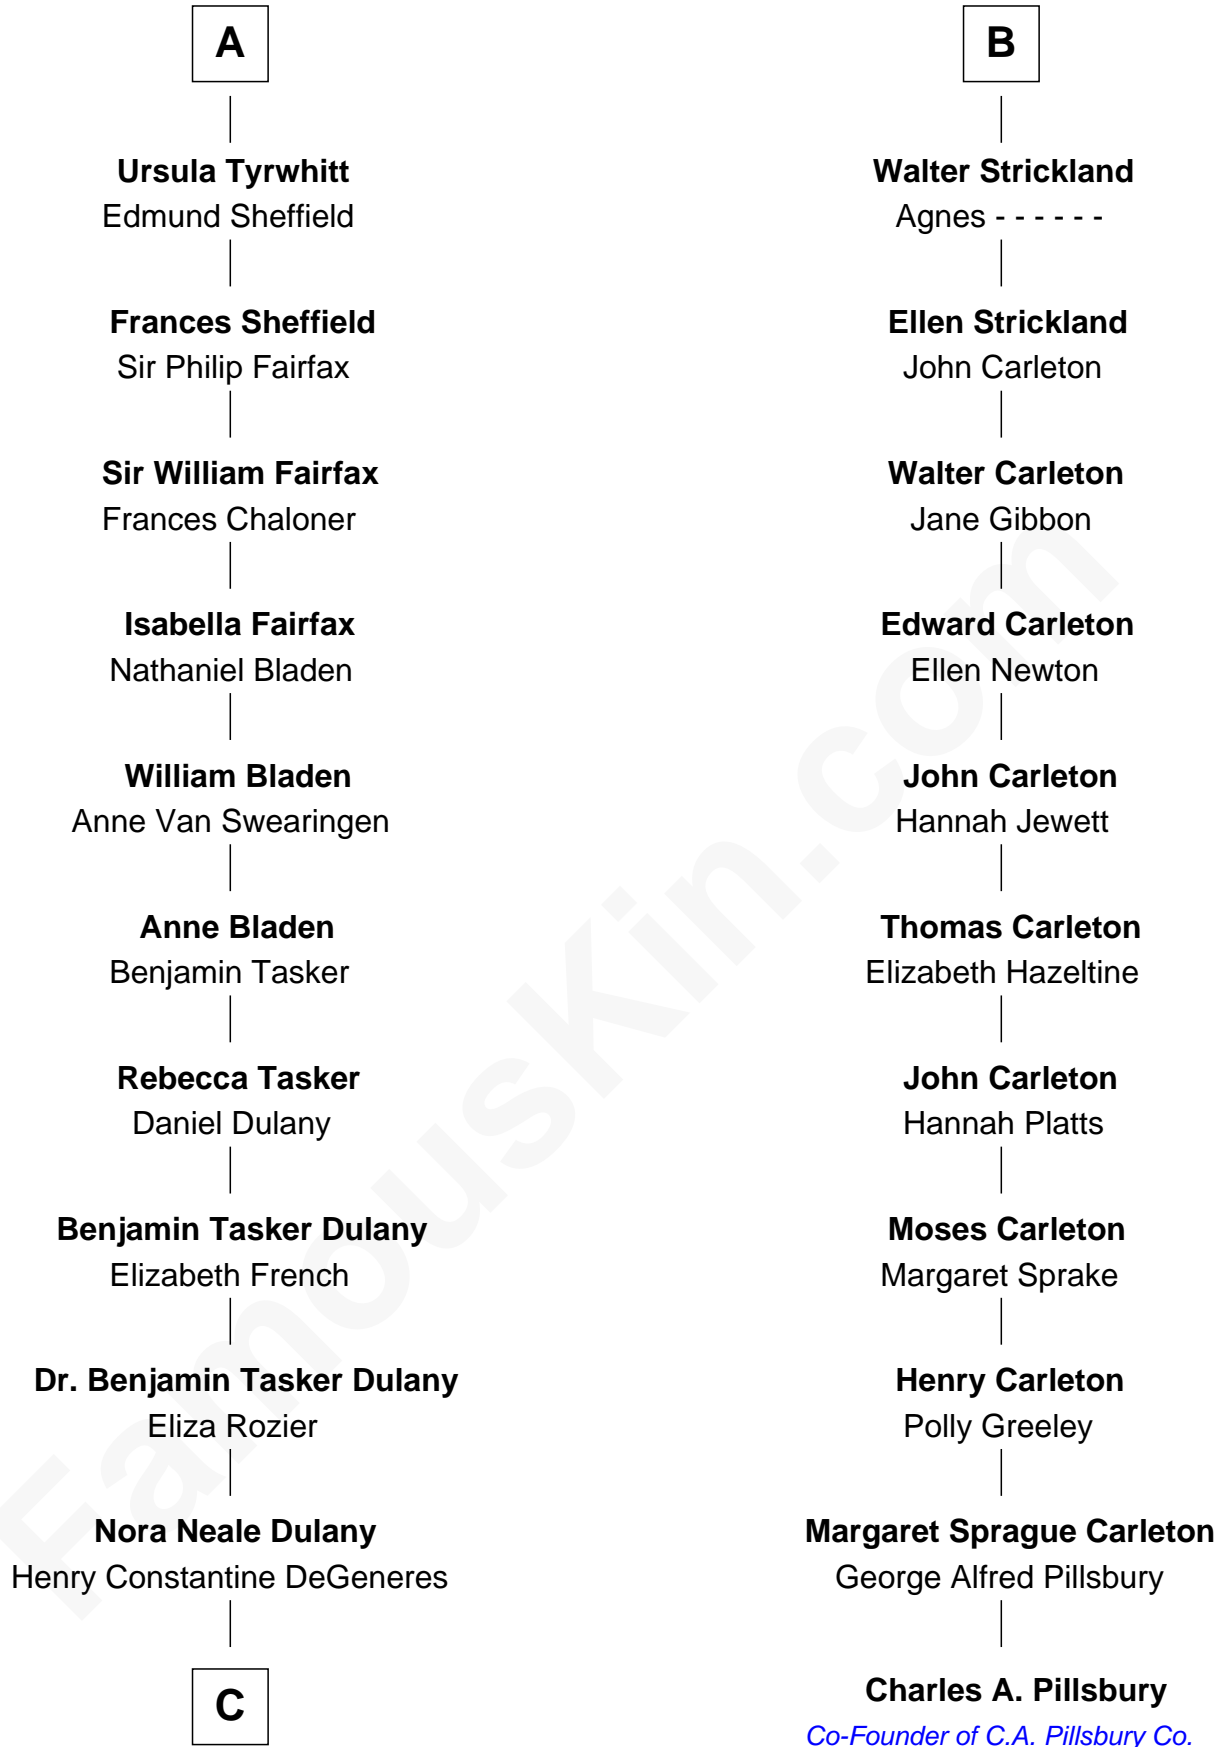 A
Ursula Tyrwhitt
Edmund Sheffield
Frances Sheffield
Sir Philip Fairfax
Sir William Fairfax
Frances Chaloner
Isabella Fairfax
Nathaniel Bladen
William Bladen
Anne Van Swearingen
Anne Bladen
Benjamin Tasker
Rebecca Tasker
Daniel Dulany
Benjamin Tasker Dulany
Elizabeth French
Dr. Benjamin Tasker Dulany
Eliza Rozier
Nora Neale Dulany
Henry Constantine DeGeneres
C
B
Walter Strickland
Agnes - - - - - -
Ellen Strickland
John Carleton
Walter Carleton
Jane Gibbon
Edward Carleton
Ellen Newton
John Carleton
Hannah Jewett
Thomas Carleton
Elizabeth Hazeltine
John Carleton
Hannah Platts
Moses Carleton
Margaret Sprake
Henry Carleton
Polly Greeley
Margaret Sprague Carleton
George Alfred Pillsbury
Charles A. Pillsbury
Co-Founder of C.A. Pillsbury Co.
FamousKin.com